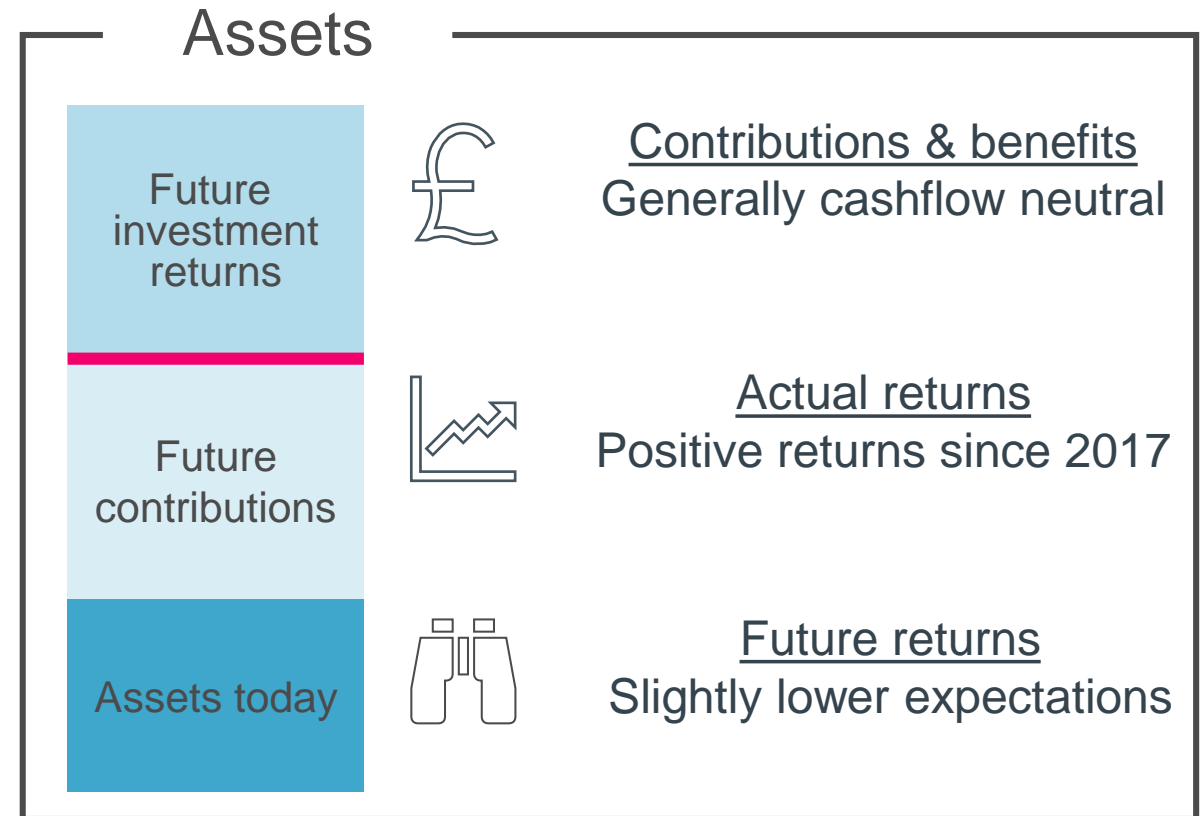 Assets
Future
investment
returns
Future
contributions
Assets today
£
Contributions & benefits
Generally cashflow neutral
Actual returns
Positive returns since 2017
Future returns
Slightly lower expectations